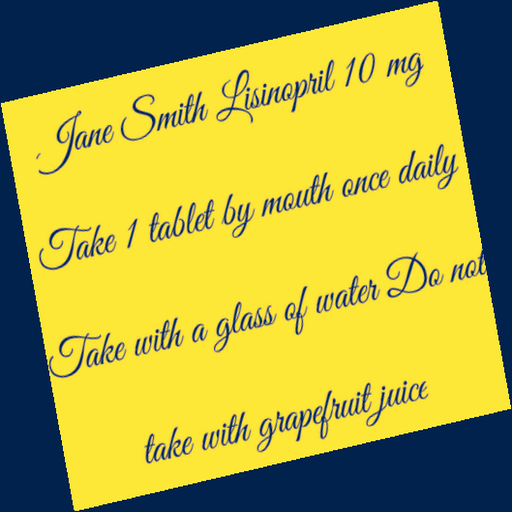 Jane Smith Lisinopril 10 mg
Take 1 tablet by mouth once daily
Take with a glass of water Do not
take with grapefruit juice